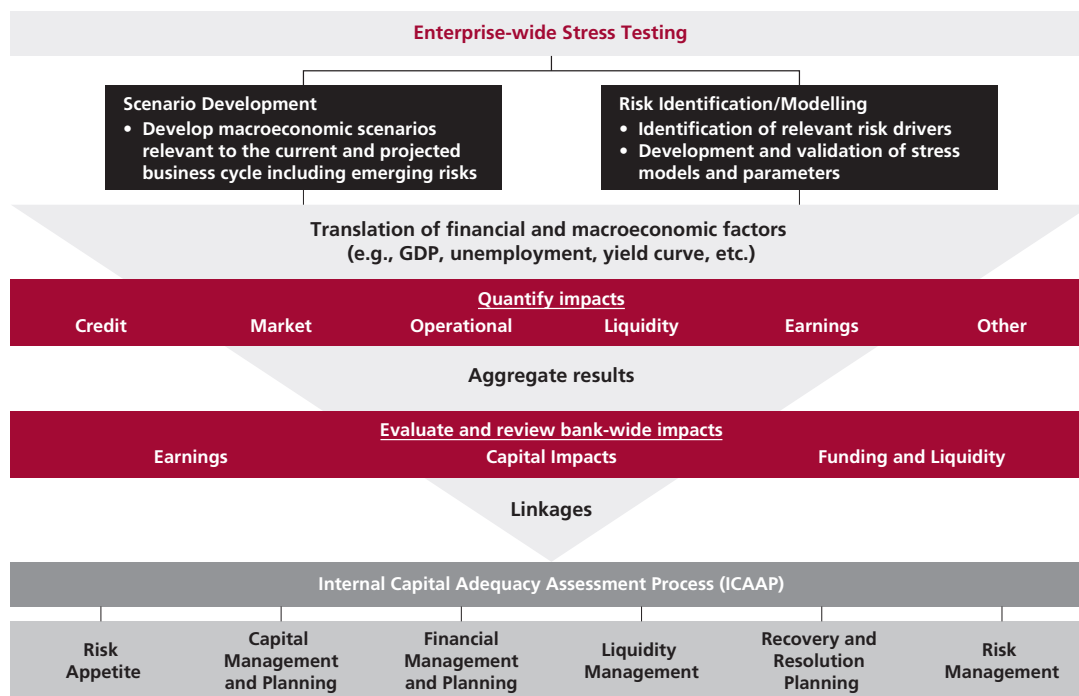 Enterprise-wide Stress Testing
Scenario Development
• Develop macroeconomic scenarios
relevant to the current and projected
business cycle including emerging risks
Risk Identification/Modelling
• Identification of relevant risk drivers
• Development and validation of stress
models and parameters
Translation of financial and macroeconomic factors
(e.g., GDP, unemployment, yield curve, etc.)
Quantify impacts
Credit Market Operational Liquidity Earnings Other
Aggregate results
Evaluate and review bank-wide impacts
Earnings Capital Impacts Funding and Liquidity
Linkages
Internal Capital Adequacy Assessment Process (ICAAP)
Risk
Appetite
Capital
Management
and Planning
Financial
Management
and Planning
Liquidity
Management
Recovery and
Resolution
Planning
Risk
Management